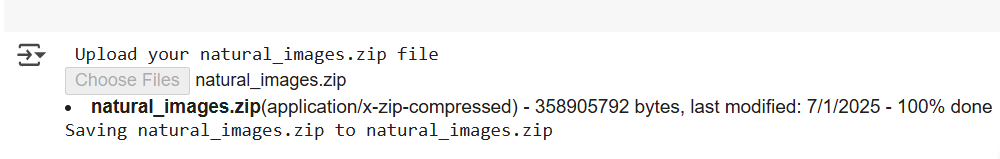 Upload your natural_images.zip file
Choose Files natural_images.zip
• natural_images.zip(application/x-zip-compressed) - 358905792 bytes, last modified: 7/1/2025 - 100% done
Saving natural_images.zip to natural_images.zip